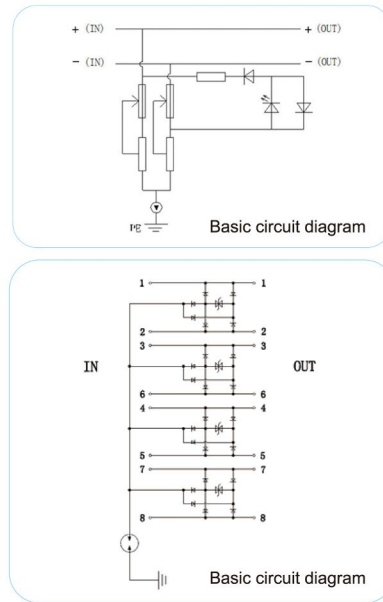 + (IN) + (OUT)
− (IN) − (OUT)
PE
Basic circuit diagram
1 1
2 2
3 3
IN OUT
6 6
4 4
5 5
7 7
8 8
Basic circuit diagram